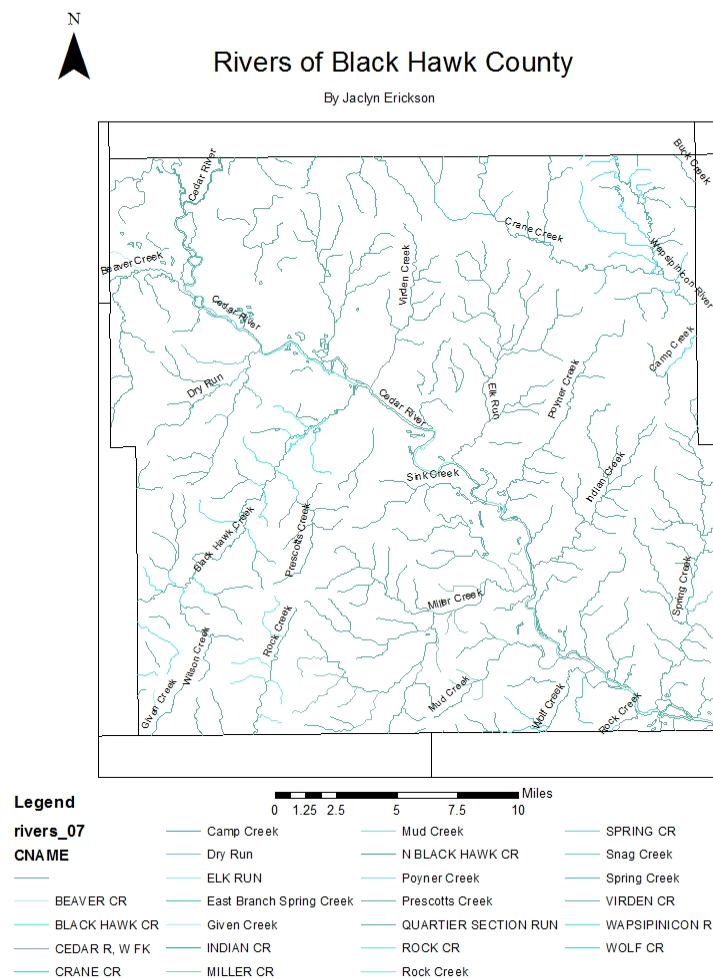 N
Rivers of Black Hawk County
By Jaclyn Erickson
Buck Creek
Cedar River
Crane Creek
Wapsipinicon River
Beaver Creek
Virden Creek
Cedar River
Camp Creek
Dry Run
Cedar River
Elk Run
Poyner Creek
Sink Creek
Indian Creek
Black Hawk Creek
Prescotts Creek
Spring Creek
Miller Creek
Rock Creek
Wilson Creek
Given Creek
Mud Creek
Wolf Creek
Rock Creek
Miles
0 1.25 2.5 5 7.5 10
Legend
rivers_07
CNAME
BEAVER CR
BLACK HAWK CR
CEDAR R, W FK
CRANE CR
Camp Creek
Dry Run
ELK RUN
East Branch Spring Creek
Given Creek
INDIAN CR
MILLER CR
Mud Creek
N BLACK HAWK CR
Poyner Creek
Prescotts Creek
QUARTIER SECTION RUN
ROCK CR
Rock Creek
SPRING CR
Snag Creek
Spring Creek
VIRDEN CR
WAPSIPINICON R
WOLF CR